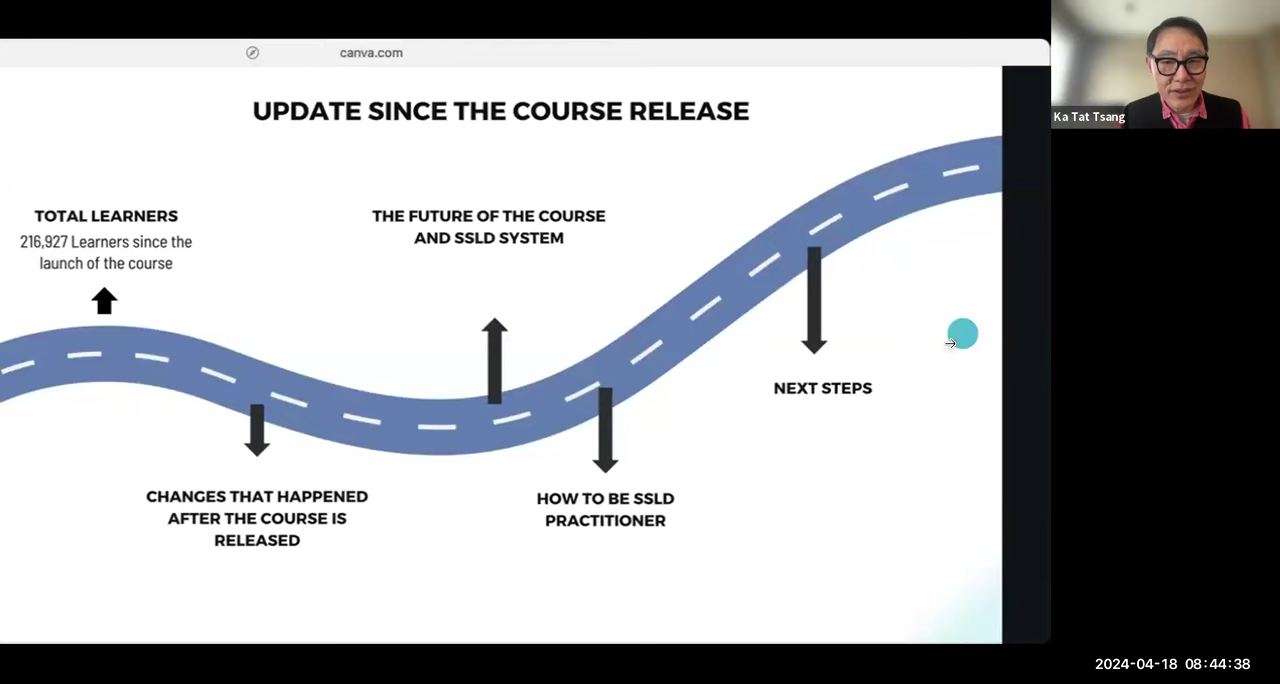 canva.com
UPDATE SINCE THE COURSE RELEASE
TOTAL LEARNERS
216,927 Learners since the
launch of the course
THE FUTURE OF THE COURSE
AND SSLD SYSTEM
NEXT STEPS
CHANGES THAT HAPPENED
AFTER THE COURSE IS
RELEASED
HOW TO BE SSLD
PRACTITIONER
Ka Tat Tsang
2024-04-18 08:44:38